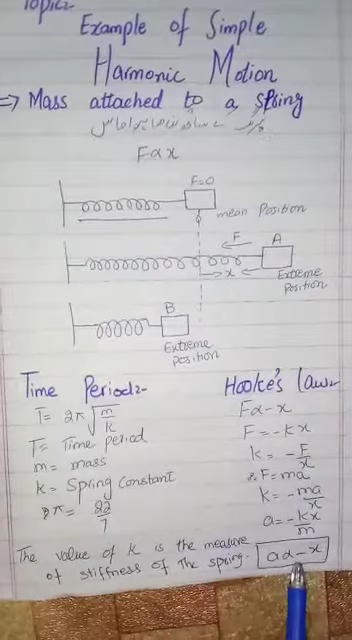 Topic:-
Example of Simple
Harmonic Motion
=> Mass attached to a spring
F∝x
F=0
mean Position
F
A
x
Extreme
Position
B
Extreme
Position
Time Period:-
T= 2π√m/k
T= Time period
m= mass
k= Spring Constant
∵π= 22/7
The value of K is the measure
of stiffness of the spring.
Hooke's Law:-
F∝-x
F=-Kx
k= -F/x
∵F=ma
k= -ma/x
a= -kx/m
a∝-x